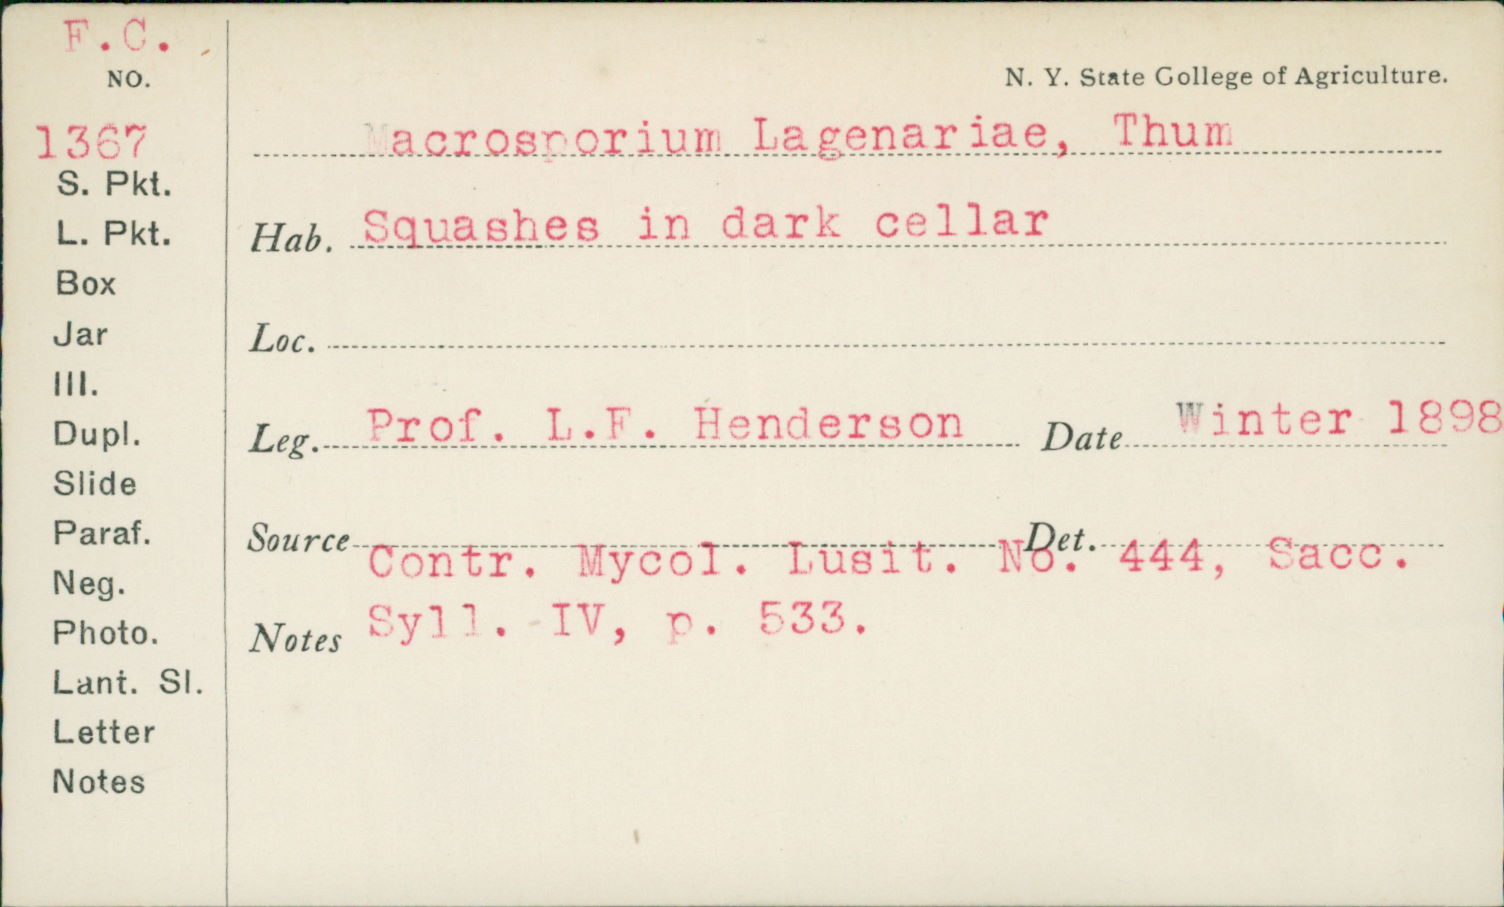 F.C.
NO.
N. Y. State College of Agriculture.
1367
Macrosporium Lagenariae, Thum
S. Pkt.
L. Pkt.
Hab. Squashes in dark cellar
Box
Jar
Loc.
Ill.
Dupl.
Leg. Prof. L.F. Henderson Date Winter 1898
Slide
Paraf.
Source Det.
Contr. Mycol. Lusit. No. 444, Sacc.
Neg.
Photo.
Notes Syll. IV, p. 533.
Lant. Sl.
Letter
Notes